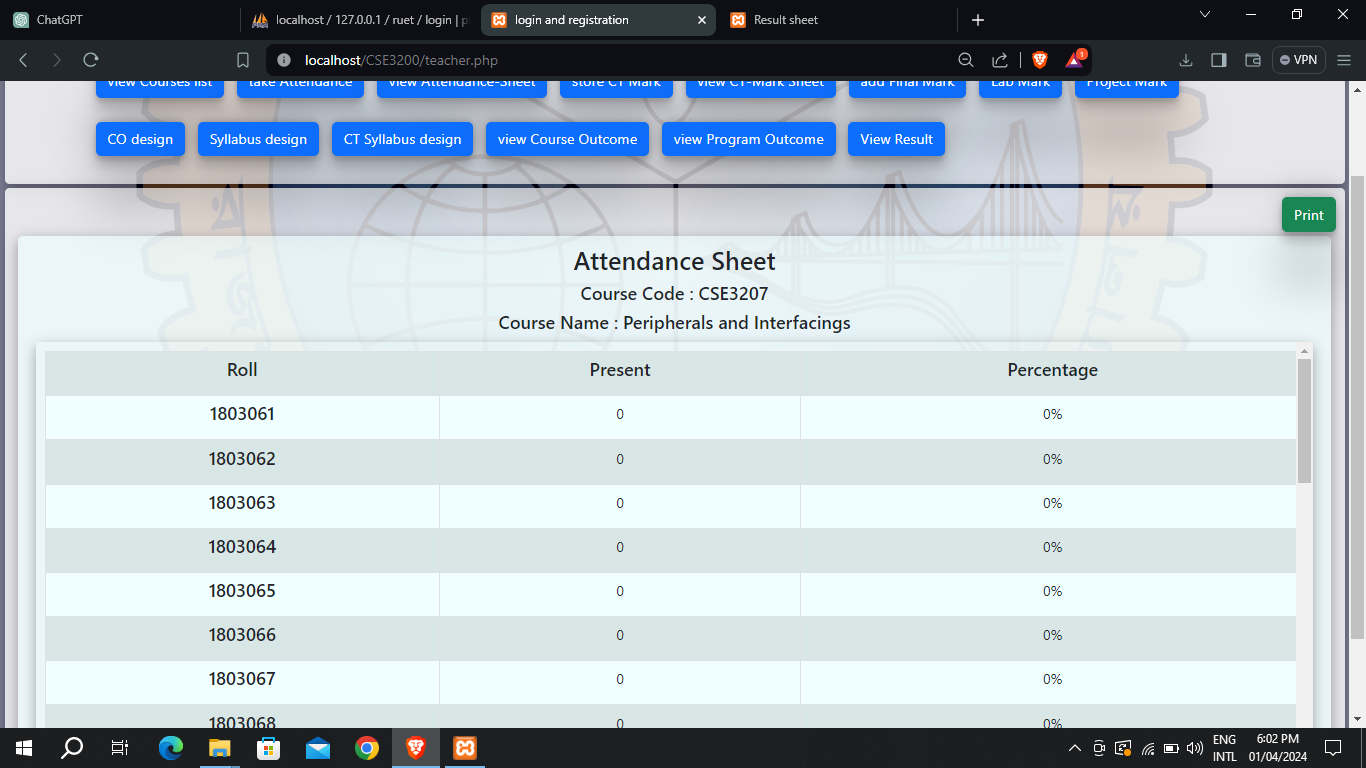 ChatGPT
localhost / 127.0.0.1 / ruet / login | p
login and registration
Result sheet
localhost/CSE3200/teacher.php
1
VPN
view Courses list
take Attendance
view Attendance-Sheet
store CT Mark
view CT-Mark Sheet
add Final Mark
Lab Mark
Project Mark
CO design
Syllabus design
CT Syllabus design
view Course Outcome
view Program Outcome
View Result
Print
Attendance Sheet
Course Code : CSE3207
Course Name : Peripherals and Interfacings
Roll Present Percentage
1803061 0 0%
1803062 0 0%
1803063 0 0%
1803064 0 0%
1803065 0 0%
1803066 0 0%
1803067 0 0%
1803068 0 0%
ENG
INTL
6:02 PM
01/04/2024